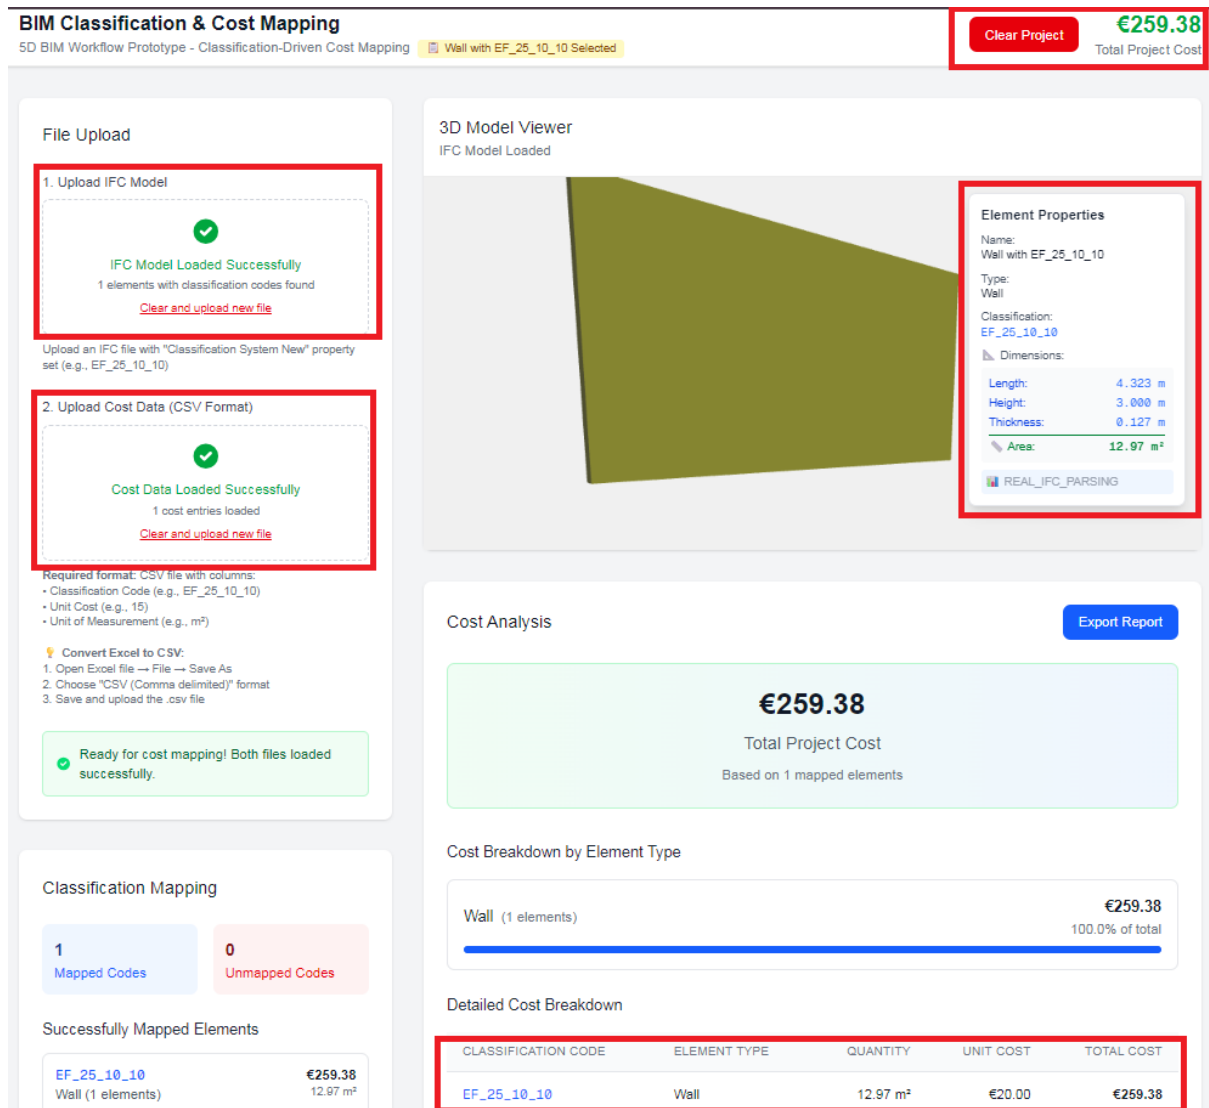 BIM Classification & Cost Mapping
5D BIM Workflow Prototype - Classification-Driven Cost Mapping
Wall with EF_25_10_10 Selected
Clear Project
€259.38
Total Project Cost
File Upload
1. Upload IFC Model
IFC Model Loaded Successfully
1 elements with classification codes found
Clear and upload new file
Upload an IFC file with "Classification System New" property
set (e.g., EF_25_10_10)
2. Upload Cost Data (CSV Format)
Cost Data Loaded Successfully
1 cost entries loaded
Clear and upload new file
Required format: CSV file with columns:
• Classification Code (e.g., EF_25_10_10)
• Unit Cost (e.g., 15)
• Unit of Measurement (e.g., m²)
Convert Excel to CSV:
1. Open Excel file → File → Save As
2. Choose "CSV (Comma delimited)" format
3. Save and upload the .csv file
Ready for cost mapping! Both files loaded
successfully.
Classification Mapping
1
Mapped Codes
0
Unmapped Codes
Successfully Mapped Elements
EF_25_10_10 €259.38
Wall (1 elements) 12.97 m²
3D Model Viewer
IFC Model Loaded
Element Properties
Name:
Wall with EF_25_10_10
Type:
Wall
Classification:
EF_25_10_10
Dimensions:
Length: 4.323 m
Height: 3.000 m
Thickness: 0.127 m
Area: 12.97 m²
REAL_IFC_PARSING
Cost Analysis
Export Report
€259.38
Total Project Cost
Based on 1 mapped elements
Cost Breakdown by Element Type
Wall (1 elements) €259.38
100.0% of total
Detailed Cost Breakdown
CLASSIFICATION CODE ELEMENT TYPE QUANTITY UNIT COST TOTAL COST
EF_25_10_10 Wall 12.97 m² €20.00 €259.38